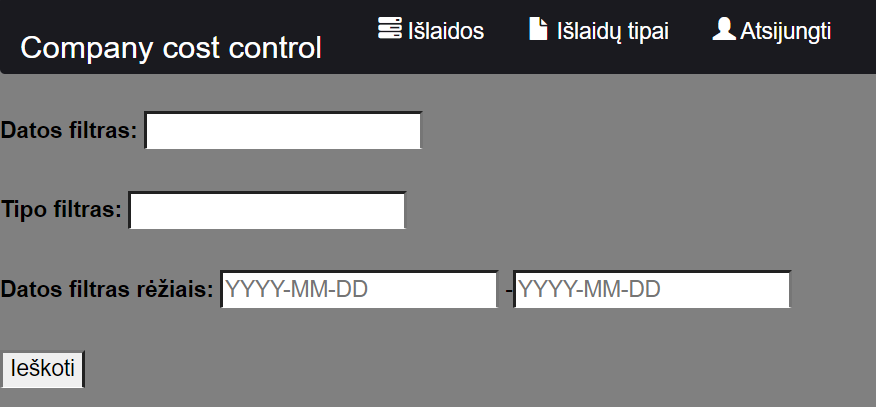 Company cost control Išlaidos Išlaidų tipai Atsijungti
Datos filtras:
Tipo filtras:
Datos filtras rėžiais: YYYY-MM-DD -YYYY-MM-DD
Ieškoti